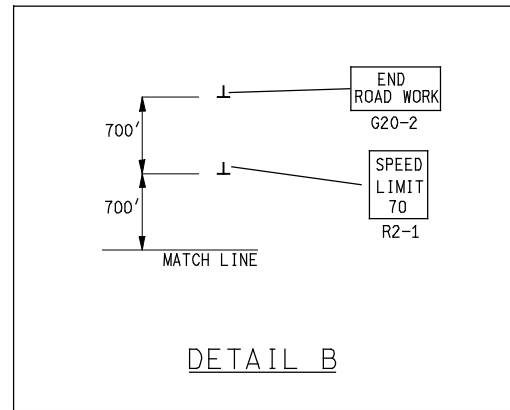 END
ROAD WORK
G20-2
700'
SPEED
LIMIT
70
R2-1
700'
MATCH LINE
DETAIL B